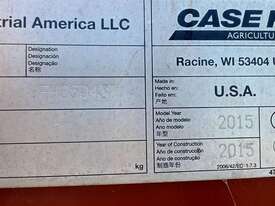 trial America LLC
CASE
AGRICULTU
Racine, WI 53404 U
Designation
Designación
名称
Made in:
Hecho en:
Feito em:
产地
U.S.A.
Model Year
Año de modelo
Ano do modelo
年型
2015
Year of Construction
Año de construcción
Ano de construção
制造年份
2015
kg
2006/42/EC 1-7.3